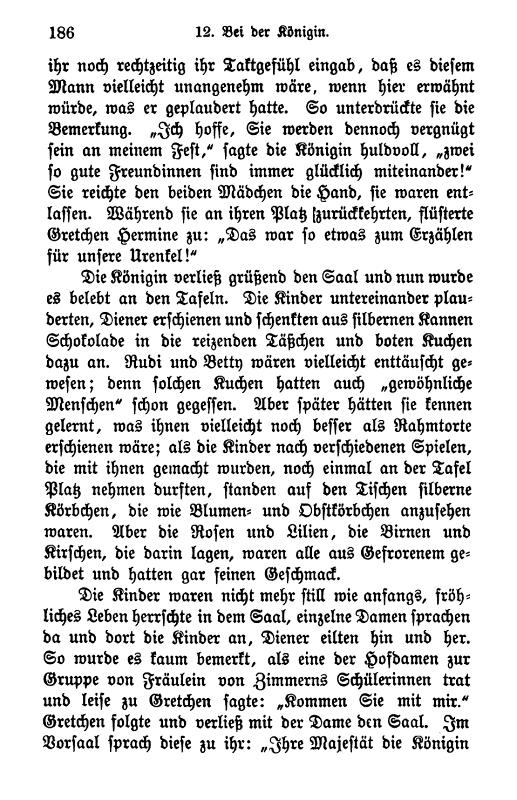 186 12. Bei der Königin.
ihr noch rechtzeitig ihr Taktgefühl eingab, daß es diesem
Mann vielleicht unangenehm wäre, wenn hier erwähnt
würde, was er geplaudert hatte. So unterdrückte sie die
Bemerkung. „Ich hoffe, Sie werden dennoch vergnügt
sein an meinem Fest,“ sagte die Königin huldvoll, „zwei
so gute Freundinnen sind immer glücklich miteinander!“
Sie reichte den beiden Mädchen die Hand, sie waren ent-
lassen. Während sie an ihren Platz zurückkehrten, flüsterte
Gretchen Hermine zu: „Das war so etwas zum Erzählen
für unsere Urenkel!“
Die Königin verließ grüßend den Saal und nun wurde
es belebt an den Tafeln. Die Kinder untereinander plau-
derten, Diener erschienen und schenkten aus silbernen Kannen
Schokolade in die reizenden Täßchen und boten Kuchen
dazu an. Rudi und Betty wären vielleicht enttäuscht ge-
wesen; denn solchen Kuchen hatten auch „gewöhnliche
Menschen“ schon gegessen. Aber später hätten sie kennen
gelernt, was ihnen vielleicht noch besser als Rahmtorte
erschienen wäre; als die Kinder nach verschiedenen Spielen,
die mit ihnen gemacht wurden, noch einmal an der Tafel
Platz nehmen durften, standen auf den Tischen silberne
Körbchen, die wie Blumen- und Obstkörbchen anzusehen
waren. Aber die Rosen und Lilien, die Birnen und
Kirschen, die darin lagen, waren alle aus Gefrorenem ge-
bildet und hatten gar feinen Geschmack.
Die Kinder waren nicht mehr still wie anfangs, fröh-
liches Leben herrschte in dem Saal, einzelne Damen sprachen
da und dort die Kinder an, Diener eilten hin und her.
So wurde es kaum bemerkt, als eine der Hofdamen zur
Gruppe von Fräulein von Zimmerns Schülerinnen trat
und leise zu Gretchen sagte: „Kommen Sie mit mir.“
Gretchen folgte und verließ mit der Dame den Saal. Im
Vorsaal sprach diese zu ihr: „Ihre Majestät die Königin